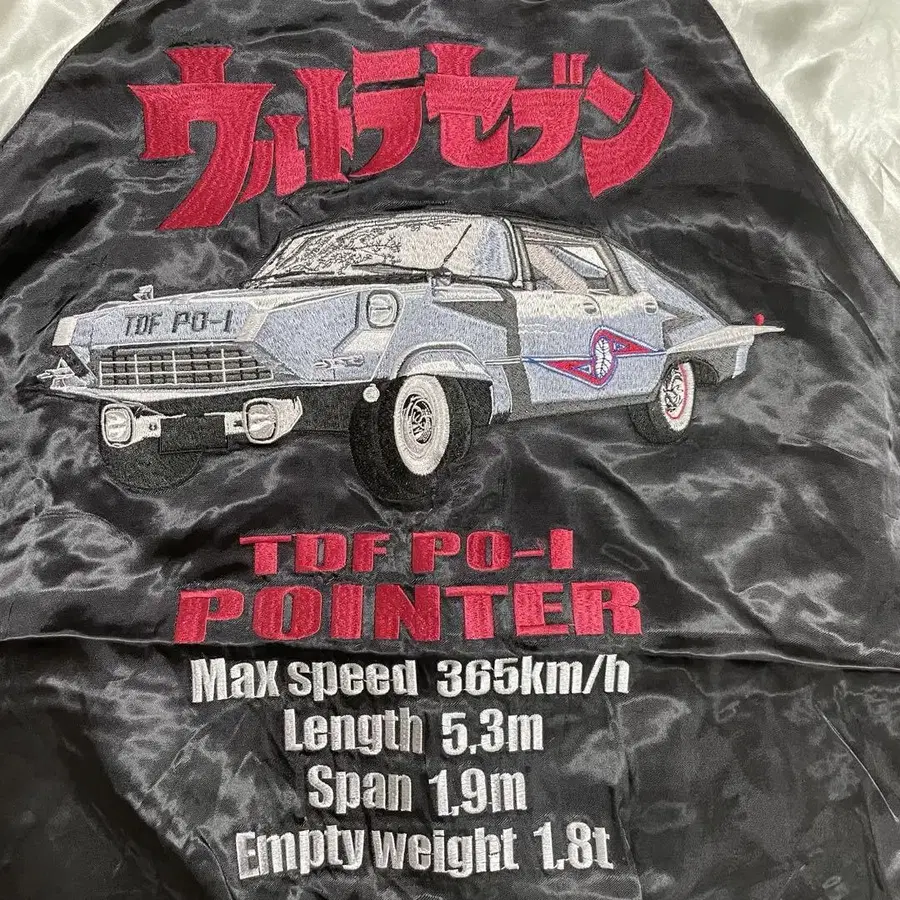 ウルトラセブン
TDF PO-1
TDF PO-1
POINTER
Max speed 365km/h
Length 5.3m
Span 1.9m
Empty weight 1.8t